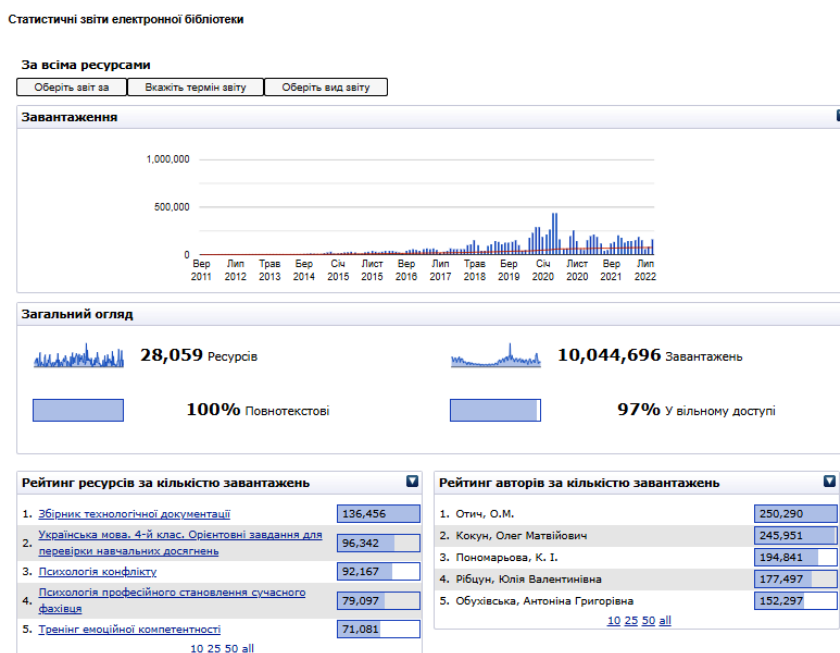 Статистичні звіти електронної бібліотеки
За всіма ресурсами
Оберіть звіт за
Вкажіть термін звіту
Оберіть вид звіту
Завантаження
1,000,000
500,000
0
Вер Лип Трав Бер Січ Лист Вер Лип Трав Бер Січ Лист Вер Лип
2011 2012 2013 2014 2015 2015 2016 2017 2018 2019 2020 2020 2021 2022
Загальний огляд
28,059 Ресурсів
10,044,696 Завантажень
100% Повнотекстові
97% У вільному доступі
Рейтинг ресурсів за кількістю завантажень
1. Збірник технологічної документації 136,456
2. Українська мова. 4-й клас. Орієнтовні завдання для
перевірки навчальних досягнень 96,342
3. Психологія конфлікту 92,167
4. Психологія професійного становлення сучасного
фахівця 79,097
5. Тренінг емоційної компетентності 71,081
10 25 50 all
Рейтинг авторів за кількістю завантажень
1. Отич, О.М. 250,290
2. Кокун, Олег Матвійович 245,951
3. Пономарьова, К. І. 194,841
4. Рібцун, Юлія Валентинівна 177,497
5. Обухівська, Антоніна Григорівна 152,297
10 25 50 all